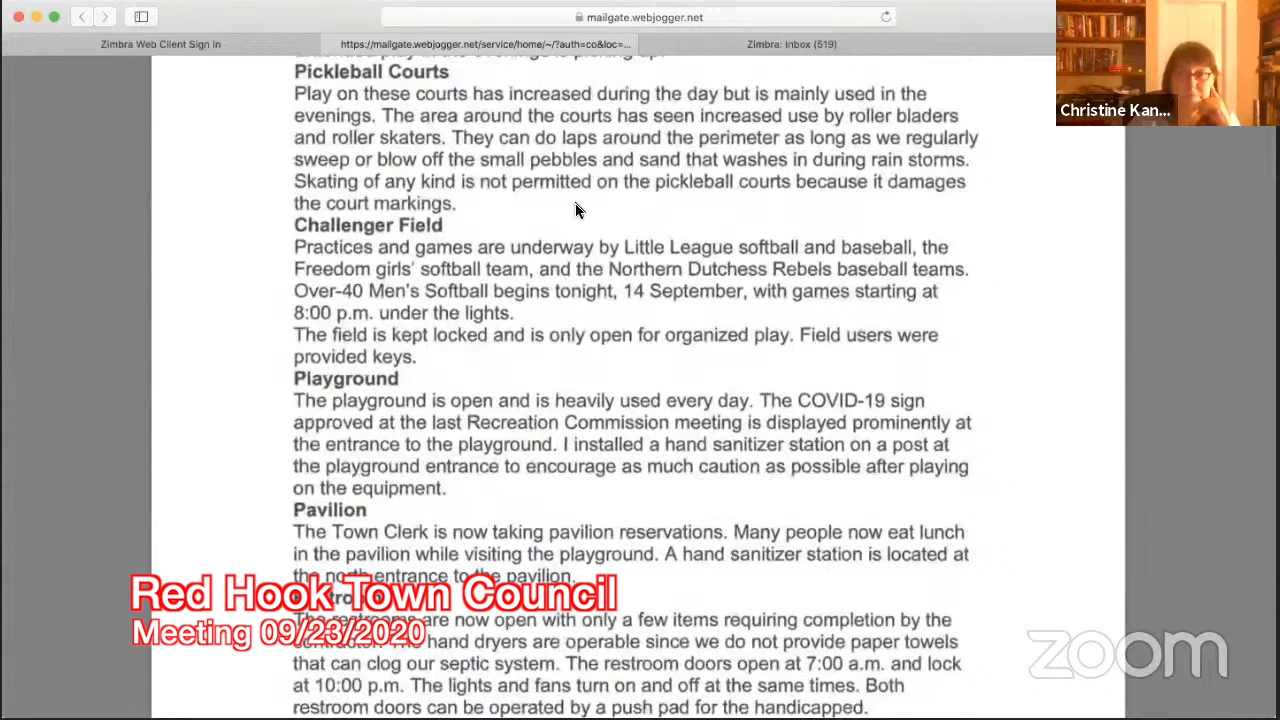 mailgate.webjogger.net
Zimbra Web Client Sign In
https://mailgate.webjogger.net/service/home/~/?auth=co&loc=...
Zimbra: Inbox (519)
Christine Kan...
Pickleball Courts
Play on these courts has increased during the day but is mainly used in the
evenings. The area around the courts has seen increased use by roller bladers
and roller skaters. They can do laps around the perimeter as long as we regularly
sweep or blow off the small pebbles and sand that washes in during rain storms.
Skating of any kind is not permitted on the pickleball courts because it damages
the court markings.
Challenger Field
Practices and games are underway by Little League softball and baseball, the
Freedom girls' softball team, and the Northern Dutchess Rebels baseball teams.
Over-40 Men's Softball begins tonight, 14 September, with games starting at
8:00 p.m. under the lights.
The field is kept locked and is only open for organized play. Field users were
provided keys.
Playground
The playground is open and is heavily used every day. The COVID-19 sign
approved at the last Recreation Commission meeting is displayed prominently at
the entrance to the playground. I installed a hand sanitizer station on a post at
the playground entrance to encourage as much caution as possible after playing
on the equipment.
Pavilion
The Town Clerk is now taking pavilion reservations. Many people now eat lunch
in the pavilion while visiting the playground. A hand sanitizer station is located at
the north entrance to the pavilion.
Red Hook Town Council
The restrooms are now open with only a few items requiring completion by the
Meeting 09/23/2020
hand dryers are operable since we do not provide paper towels
that can clog our septic system. The restroom doors open at 7:00 a.m. and lock
at 10:00 p.m. The lights and fans turn on and off at the same times. Both
restroom doors can be operated by a push pad for the handicapped.
zoom